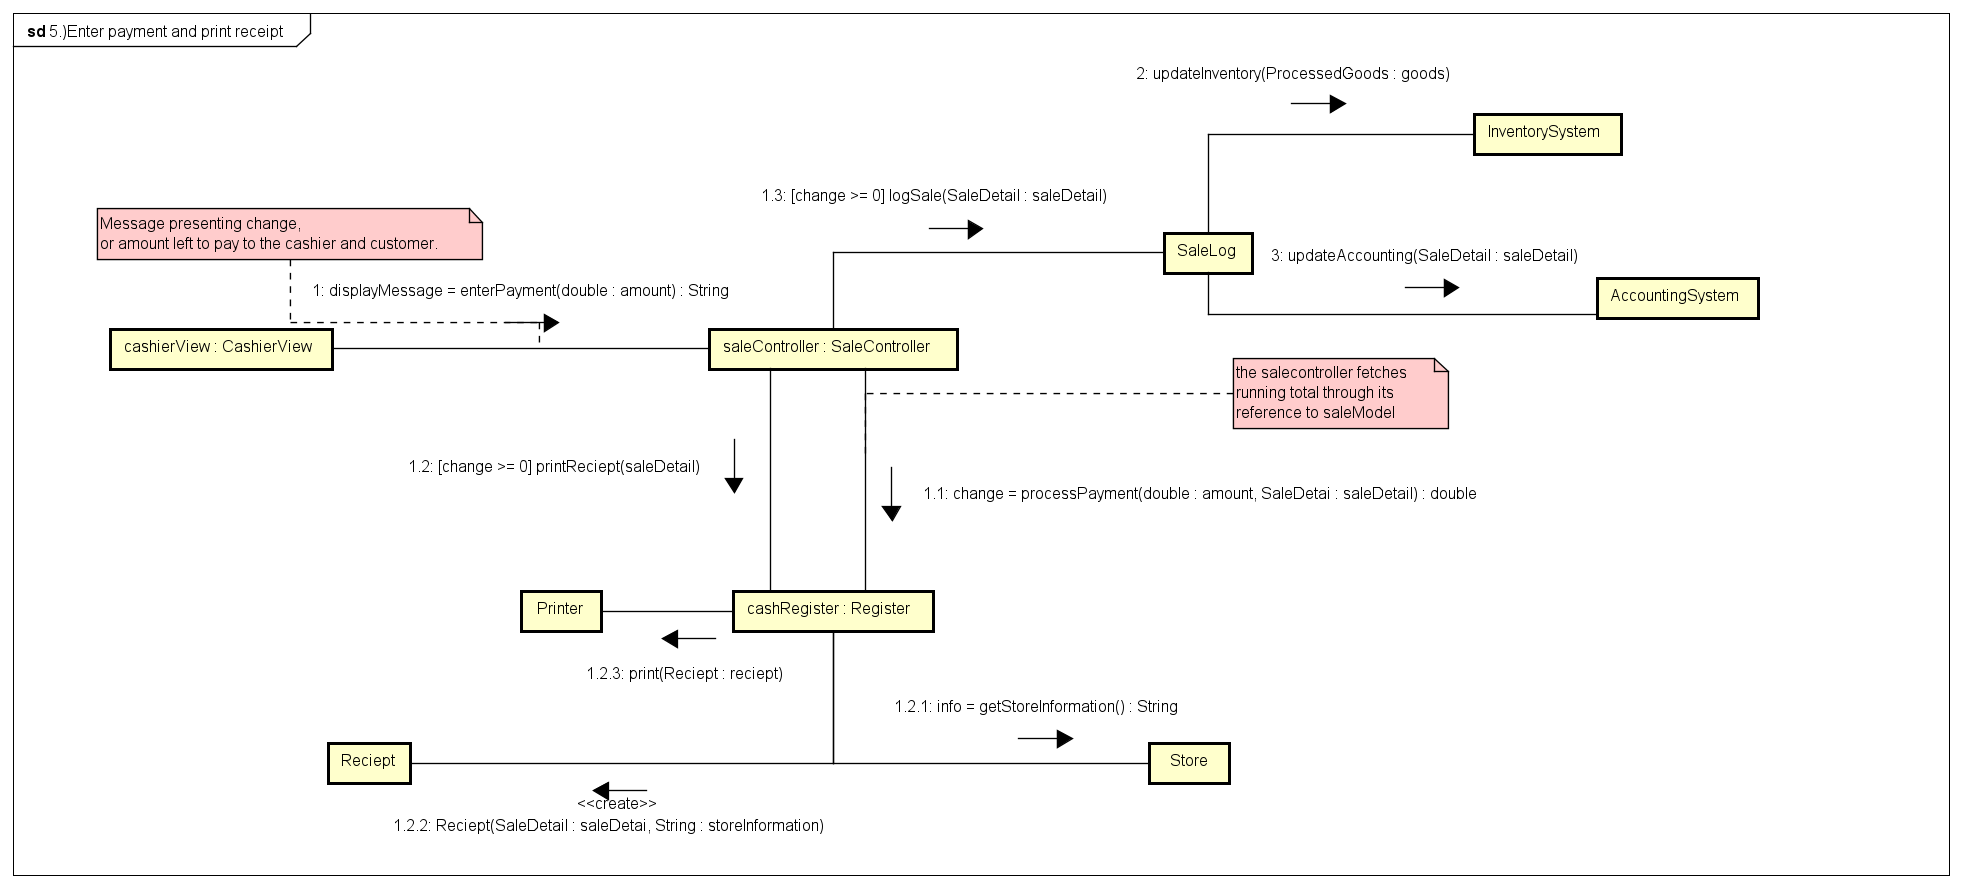 sd 5.)Enter payment and print receipt
2: updateInventory(ProcessedGoods : goods)
InventorySystem
1.3: [change >= 0] logSale(SaleDetail : saleDetail)
Message presenting change,
or amount left to pay to the cashier and customer.
SaleLog
3: updateAccounting(SaleDetail : saleDetail)
AccountingSystem
1: displayMessage = enterPayment(double : amount) : String
cashierView : CashierView
saleController : SaleController
the salecontroller fetches
running total through its
reference to saleModel
1.2: [change >= 0] printReciept(saleDetail)
1.1: change = processPayment(double : amount, SaleDetai : saleDetail) : double
Printer
cashRegister : Register
1.2.3: print(Reciept : reciept)
1.2.1: info = getStoreInformation() : String
Reciept
Store
<<create>>
1.2.2: Reciept(SaleDetail : saleDetai, String : storeInformation)